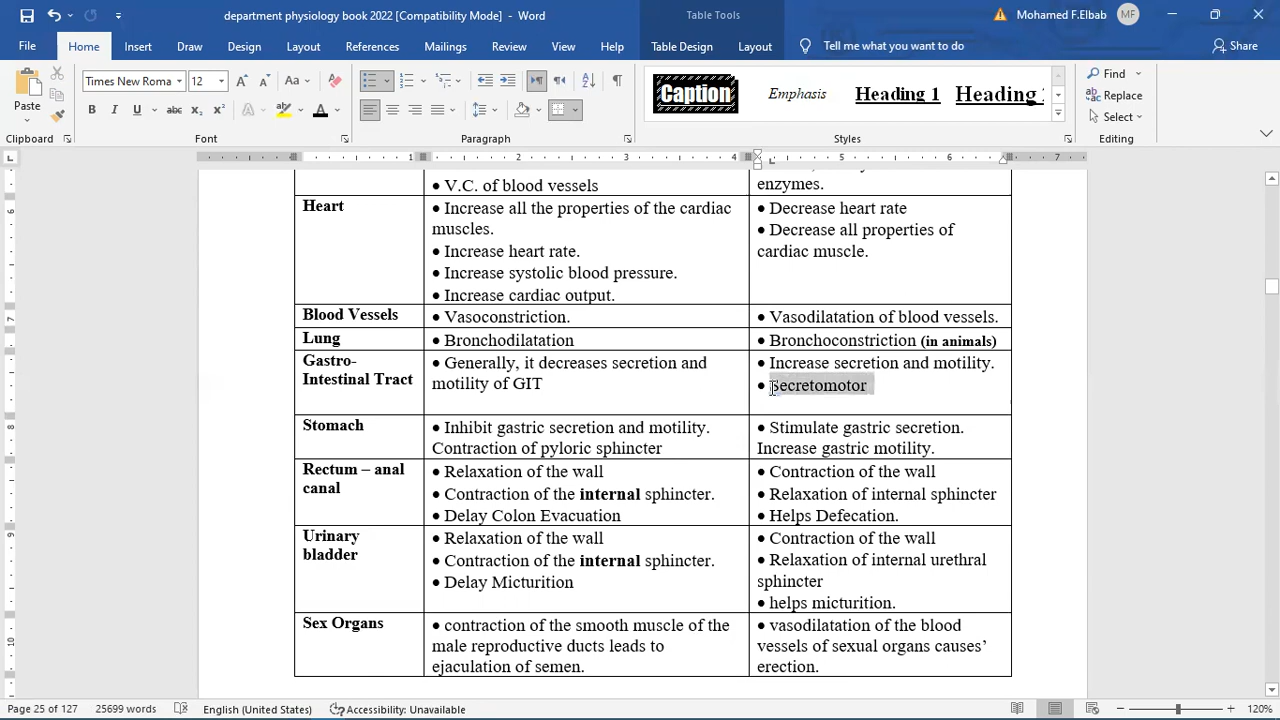 department physiology book 2022 [Compatibility Mode] - Word
Table Tools
Mohamed F.Elbab
MF
File
Home
Insert
Draw
Design
Layout
References
Mailings
Review
View
Help
Table Design
Layout
Tell me what you want to do
Share
Paste
Clipboard
Times New Roma
12
Font
Paragraph
Caption
Emphasis
Heading 1
Heading
Styles
Find
Replace
Select
Editing
1 2 3 4 5 6 7
• V.C. of blood vessels
enzymes.
Heart
• Increase all the properties of the cardiac
muscles.
• Increase heart rate.
• Increase systolic blood pressure.
• Increase cardiac output.
• Decrease heart rate
• Decrease all properties of
cardiac muscle.
Blood Vessels
• Vasoconstriction.
• Vasodilatation of blood vessels.
Lung
• Bronchodilatation
• Bronchoconstriction (in animals)
Gastro-
Intestinal Tract
• Generally, it decreases secretion and
motility of GIT
• Increase secretion and motility.
• Secretomotor
Stomach
• Inhibit gastric secretion and motility.
Contraction of pyloric sphincter
• Stimulate gastric secretion.
Increase gastric motility.
Rectum – anal
canal
• Relaxation of the wall
• Contraction of the internal sphincter.
• Delay Colon Evacuation
• Contraction of the wall
• Relaxation of internal sphincter
• Helps Defecation.
Urinary
bladder
• Relaxation of the wall
• Contraction of the internal sphincter.
• Delay Micturition
• Contraction of the wall
• Relaxation of internal urethral
sphincter
• helps micturition.
Sex Organs
• contraction of the smooth muscle of the
male reproductive ducts leads to
ejaculation of semen.
• vasodilatation of the blood
vessels of sexual organs causes’
erection.
Page 25 of 127
25699 words
English (United States)
Accessibility: Unavailable
120%